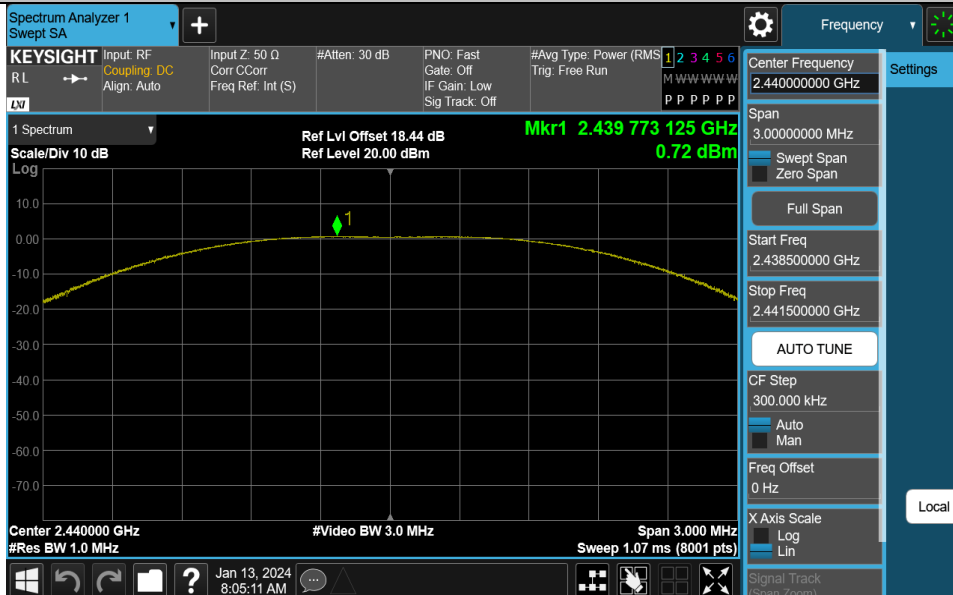 Spectrum Analyzer 1
Swept SA
+
Frequency
KEYSIGHT
R L
LXI
Input: RF
Coupling: DC
Align: Auto
Input Z: 50 Ω
Corr CCorr
Freq Ref: Int (S)
#Atten: 30 dB
PNO: Fast
Gate: Off
IF Gain: Low
Sig Track: Off
#Avg Type: Power (RMS
Trig: Free Run
1 2 3 4 5 6
M W W W W W
P P P P P P
Center Frequency
2.440000000 GHz
Settings
Span
3.00000000 MHz
Swept Span
Zero Span
Full Span
Start Freq
2.438500000 GHz
Stop Freq
2.441500000 GHz
AUTO TUNE
CF Step
300.000 kHz
Auto
Man
Freq Offset
0 Hz
X Axis Scale
Log
Lin
Local
Signal Track
(Span Zoom)
1 Spectrum
Scale/Div 10 dB
Log
Ref Lvl Offset 18.44 dB
Ref Level 20.00 dBm
Mkr1 2.439 773 125 GHz
0.72 dBm
1
10.0
0.00
-10.0
-20.0
-30.0
-40.0
-50.0
-60.0
-70.0
Center 2.440000 GHz
#Res BW 1.0 MHz
#Video BW 3.0 MHz
Span 3.000 MHz
Sweep 1.07 ms (8001 pts)
?
Jan 13, 2024
8:05:11 AM